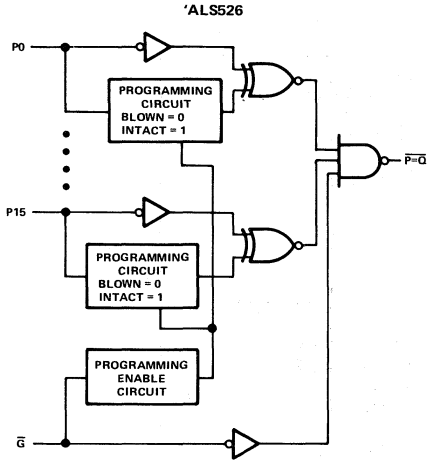 'ALS526
P0
PROGRAMMING
CIRCUIT
BLOWN = 0
INTACT = 1
P̅=̅Q̅
P15
PROGRAMMING
CIRCUIT
BLOWN = 0
INTACT = 1
PROGRAMMING
ENABLE
CIRCUIT
G̅